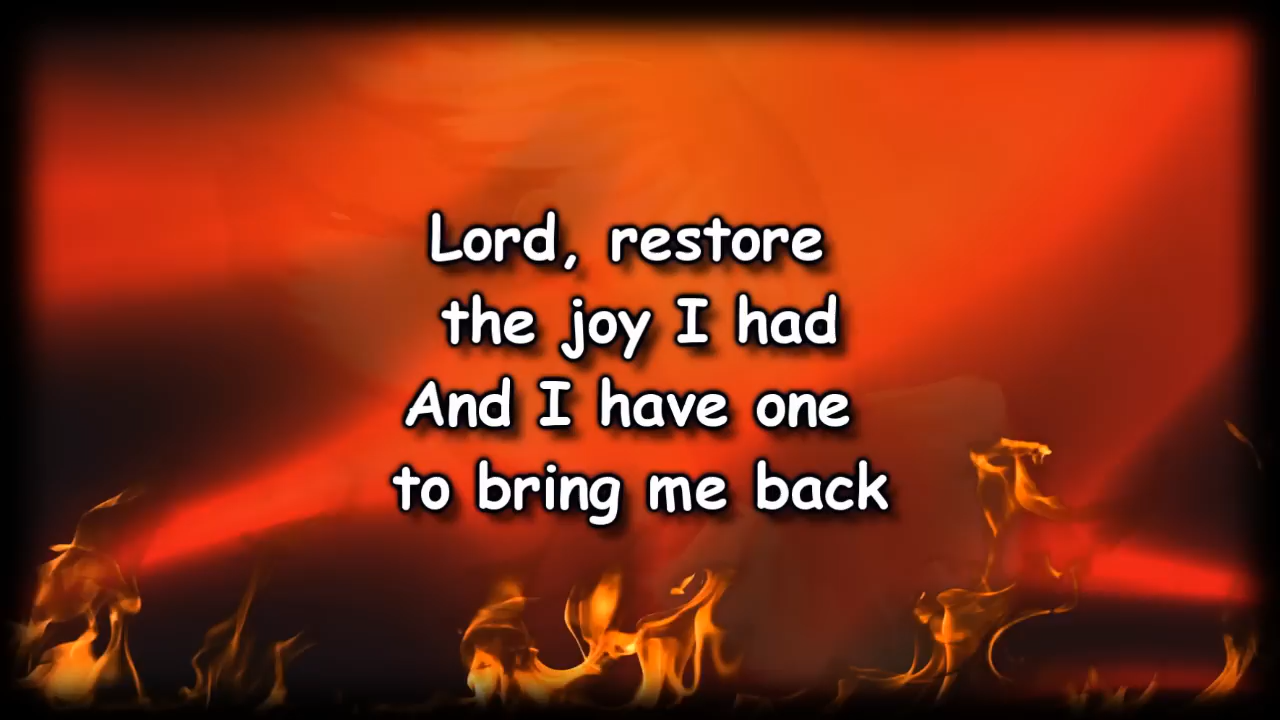 Lord, restore
the joy I had
And I have one
to bring me back